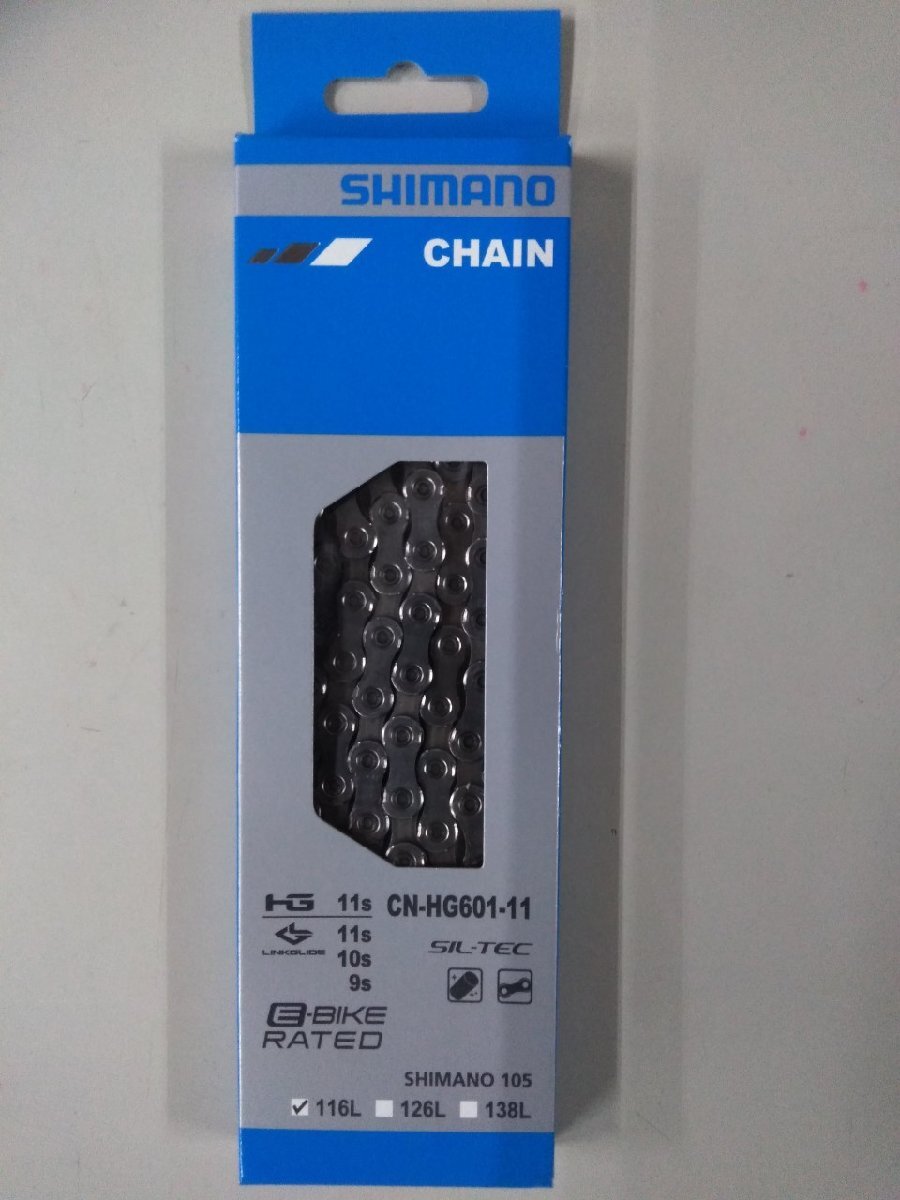 SHIMANO
CHAIN
HG 11s CN-HG601-11
LINKGLIDE 11s
10s
9s
SIL-TEC
E-BIKE
RATED
SHIMANO 105
116L 126L 138L